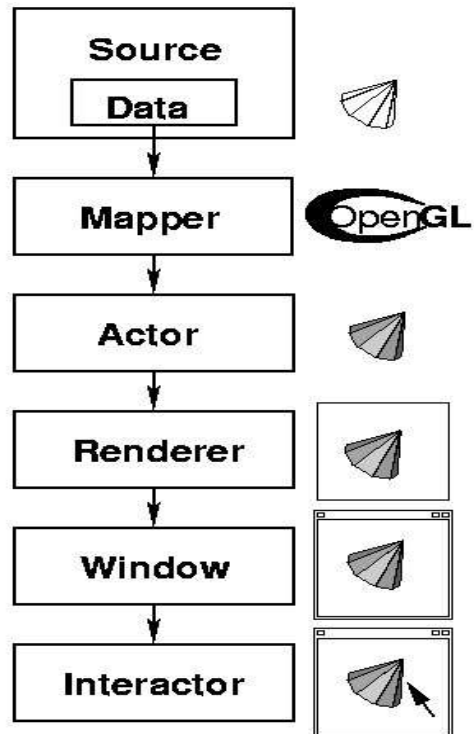 Source
Data
Mapper
OpenGL
Actor
Renderer
Window
Interactor